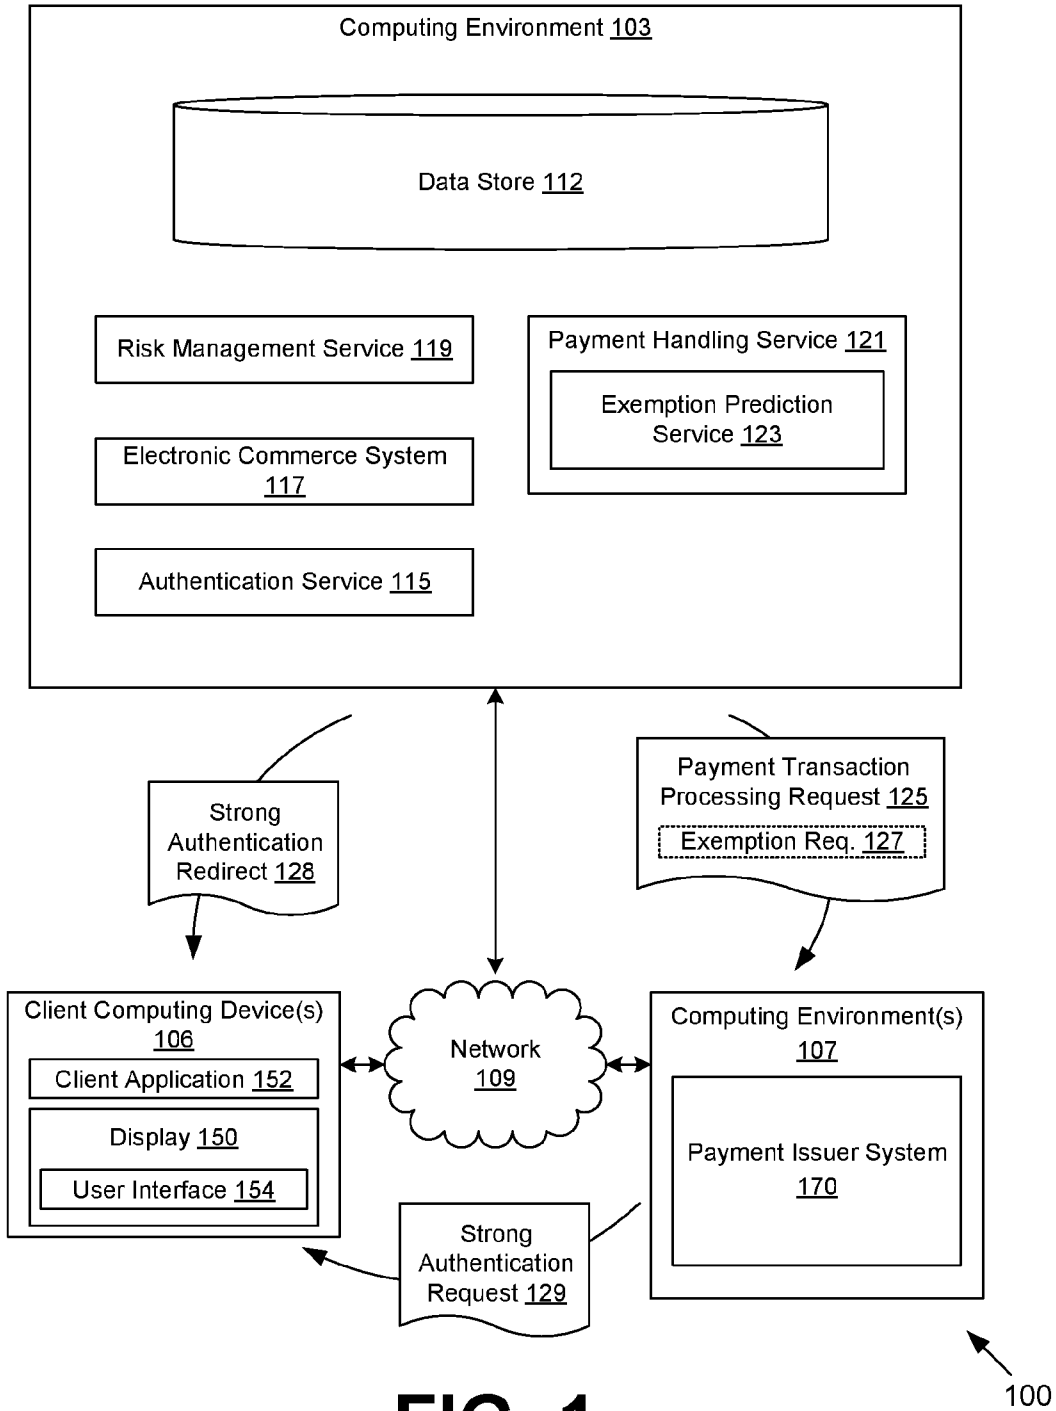 Computing Environment 103
Data Store 112
Risk Management Service 119
Payment Handling Service 121
Exemption Prediction
Service 123
Electronic Commerce System
117
Authentication Service 115
Payment Transaction
Processing Request 125
Exemption Req. 127
Strong
Authentication
Redirect 128
Client Computing Device(s)
106
Client Application 152
Display 150
User Interface 154
Network
109
Computing Environment(s)
107
Payment Issuer System
170
Strong
Authentication
Request 129
100
FIG. 1